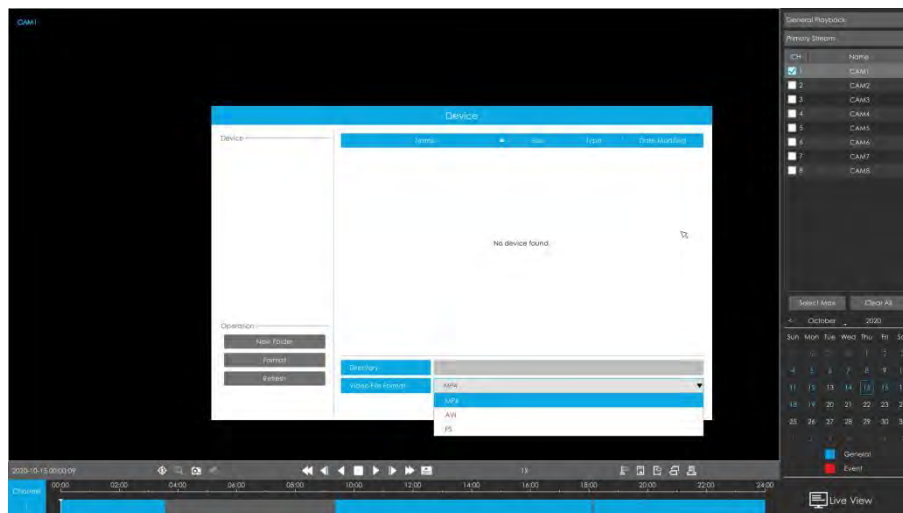 CAM1
General Playback
Primary Stream
CH Name
1 CAM1
2 CAM2
3 CAM3
4 CAM4
5 CAM5
6 CAM6
7 CAM7
8 CAM8
Device
Device
Name Size Type Date Modified
No device found.
Operation
New Folder
Format
Refresh
Directory
Video File Format MP4
MP4
AVI
PS
Select Max Clear All
< October 2020
Sun Mon Tue Wed Thu Fri
1 2
4 5 6 7 8 9
11 12 13 14 15 16
18 19 20 21 22 23
25 26 27 28 29 30
General
Event
2020-10-15 00:00:09
1X
Channel
00:00 02:00 04:00 06:00 08:00 10:00 12:00 14:00 16:00 18:00 20:00 22:00 24:00
1
Live View